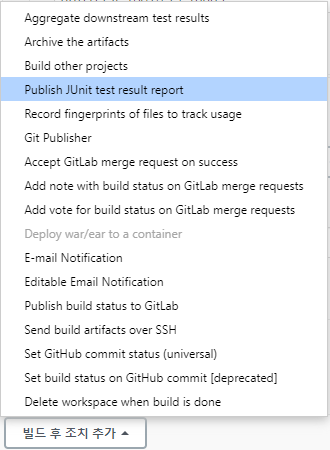 Aggregate downstream test results
Archive the artifacts
Build other projects
Publish JUnit test result report
Record fingerprints of files to track usage
Git Publisher
Accept GitLab merge request on success
Add note with build status on GitLab merge requests
Add vote for build status on GitLab merge requests
Deploy war/ear to a container
E-mail Notification
Editable Email Notification
Publish build status to GitLab
Send build artifacts over SSH
Set GitHub commit status (universal)
Set build status on GitHub commit [deprecated]
Delete workspace when build is done
빌드 후 조치 추가